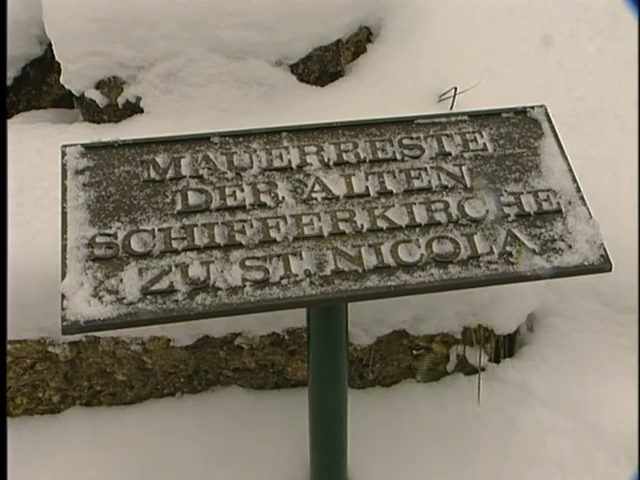 MAUERRESTE
DER ALTEN
SCHIFFERKIRCHE
ZU ST. NICOLA